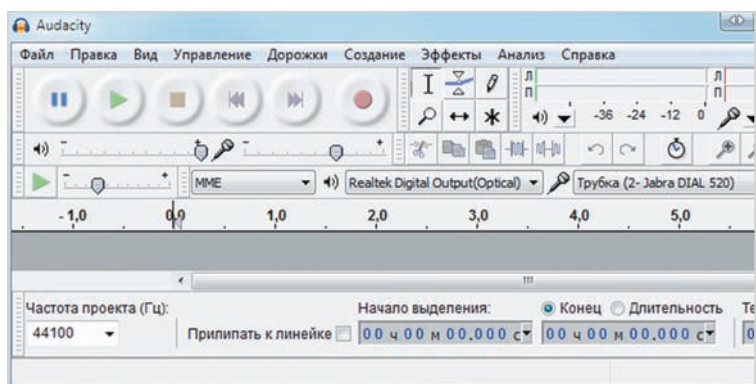 Audacity
Файл Правка Вид Управление Дорожки Создание Эффекты Анализ Справка
Л Л
П П
-36 -24 -12 0
MME Realtek Digital Output(Optical) Трубка (2- Jabra DIAL 520)
- 1,0 0,0 1,0 2,0 3,0 4,0 5,0
Частота проекта (Гц): Начало выделения: Конец Длительность
44100 Прилипать к линейке 00 ч 00 м 00.000 с 00 ч 00 м 00.000 с 0